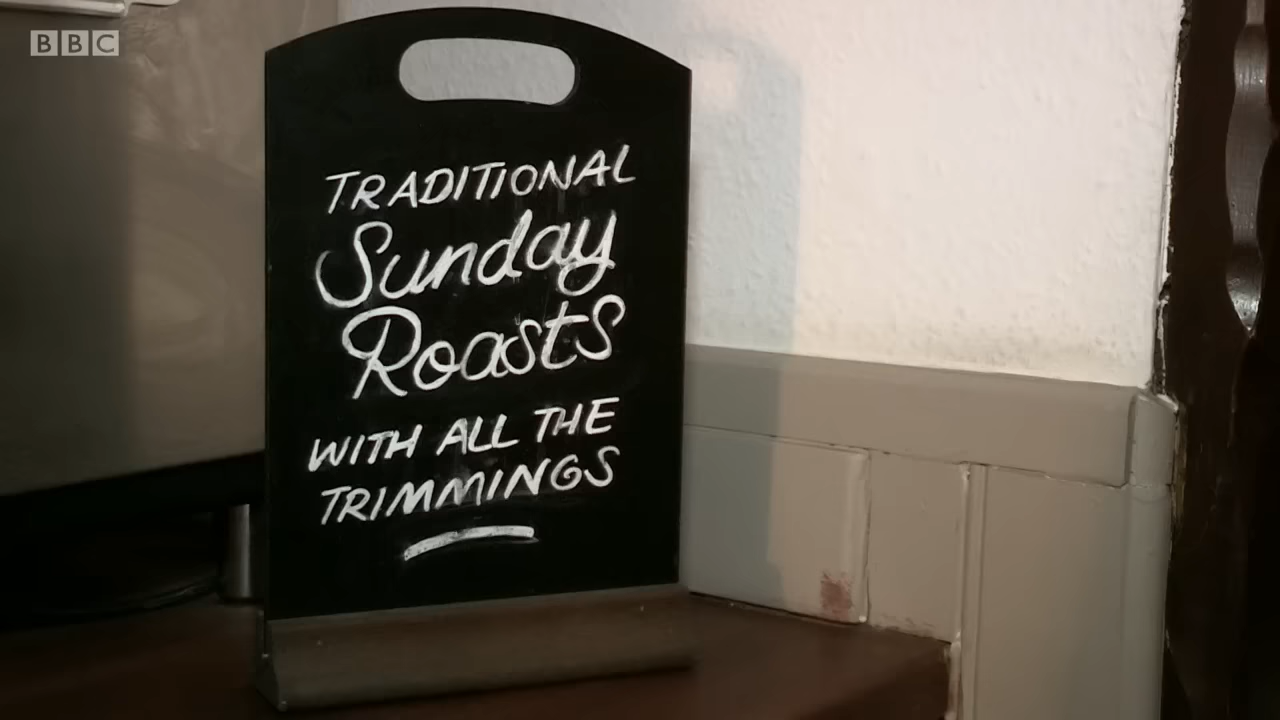 BBC
TRADITIONAL
Sunday
Roasts
WITH ALL THE
TRIMMINGS